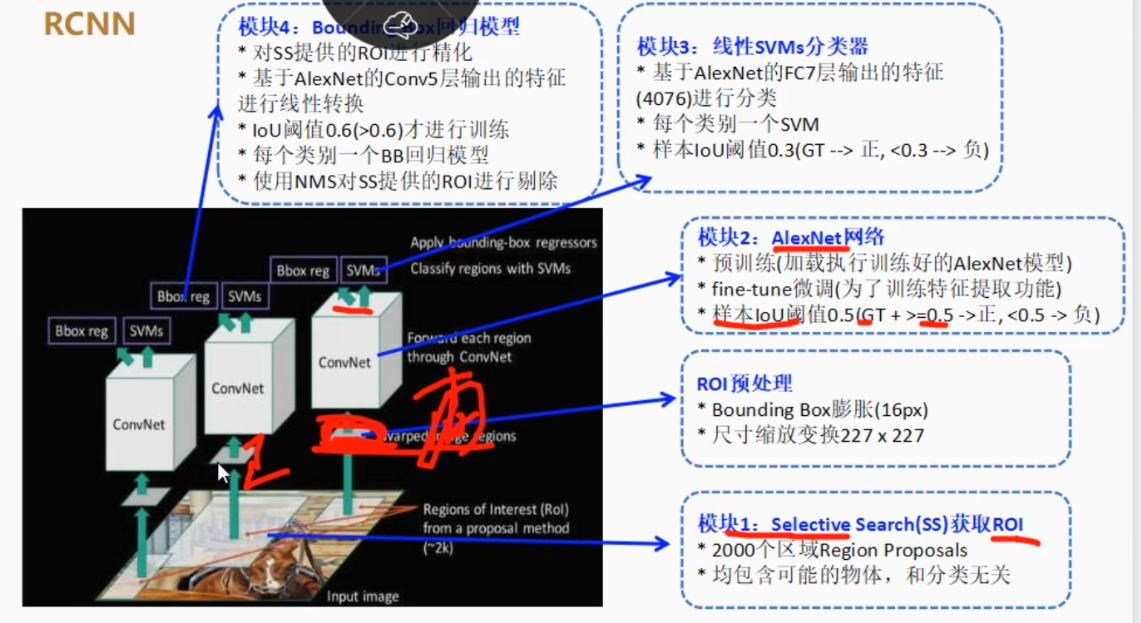 RCNN
模块4：Bounding Box回归模型
* 对SS提供的ROI进行精化
* 基于AlexNet的Conv5层输出的特征
进行线性转换
* IoU阈值0.6(>0.6)才进行训练
* 每个类别一个BB回归模型
* 使用NMS对SS提供的ROI进行剔除
模块3：线性SVMs分类器
* 基于AlexNet的FC7层输出的特征
(4076)进行分类
* 每个类别一个SVM
* 样本IoU阈值0.3(GT --> 正, <0.3 --> 负)
模块2：AlexNet网络
* 预训练(加载执行训练好的AlexNet模型)
* fine-tune微调(为了训练特征提取功能)
* 样本IoU阈值0.5(GT + >=0.5 ->正, <0.5 -> 负)
ROI预处理
* Bounding Box膨胀(16px)
* 尺寸缩放变换227 x 227
模块1：Selective Search(SS)获取ROI
* 2000个区域Region Proposals
* 均包含可能的物体，和分类无关
Apply bounding-box regressors
Bbox reg
SVMs
Classify regions with SVMs
Bbox reg
SVMs
Bbox reg
SVMs
Forward each region
through ConvNet
ConvNet
ConvNet
ConvNet
Warped image regions
Regions of Interest (RoI)
from a proposal method
(~2k)
Input image